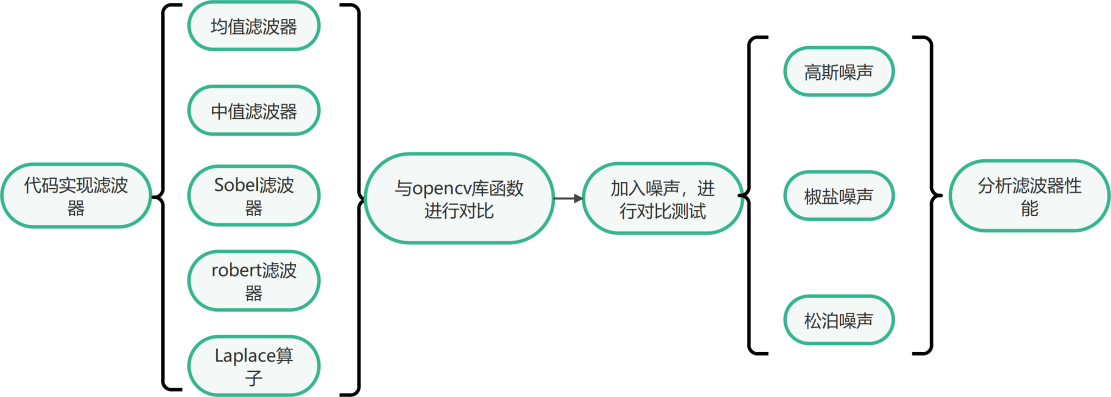 代码实现滤波
器
均值滤波器
中值滤波器
Sobel滤波
器
robert滤波
器
Laplace算
子
与opencv库函数
进行对比
加入噪声，进
行对比测试
高斯噪声
椒盐噪声
松泊噪声
分析滤波器性
能